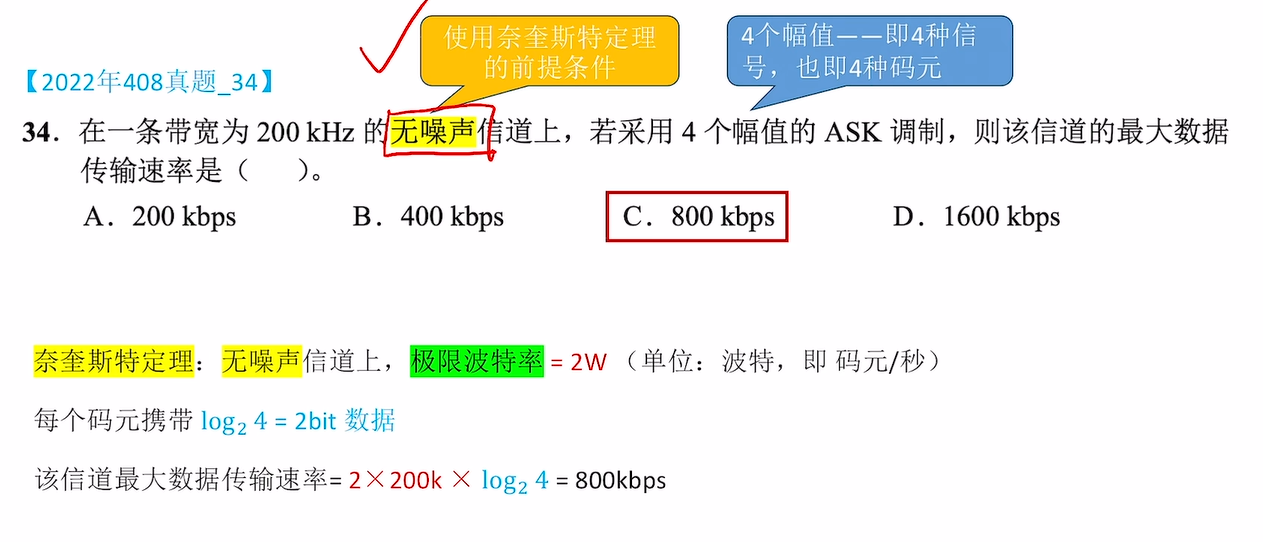 使用奈奎斯特定理
的前提条件
4个幅值——即4种信
号，也即4种码元
【2022年408真题_34】
34．在一条带宽为 200 kHz 的无噪声信道上，若采用 4 个幅值的 ASK 调制，则该信道的最大数据
传输速率是（ ）。
A．200 kbps B．400 kbps C．800 kbps D．1600 kbps
奈奎斯特定理：无噪声信道上，极限波特率 = 2W（单位：波特，即 码元/秒）
每个码元携带 log₂ 4 = 2bit 数据
该信道最大数据传输速率= 2×200k × log₂ 4 = 800kbps